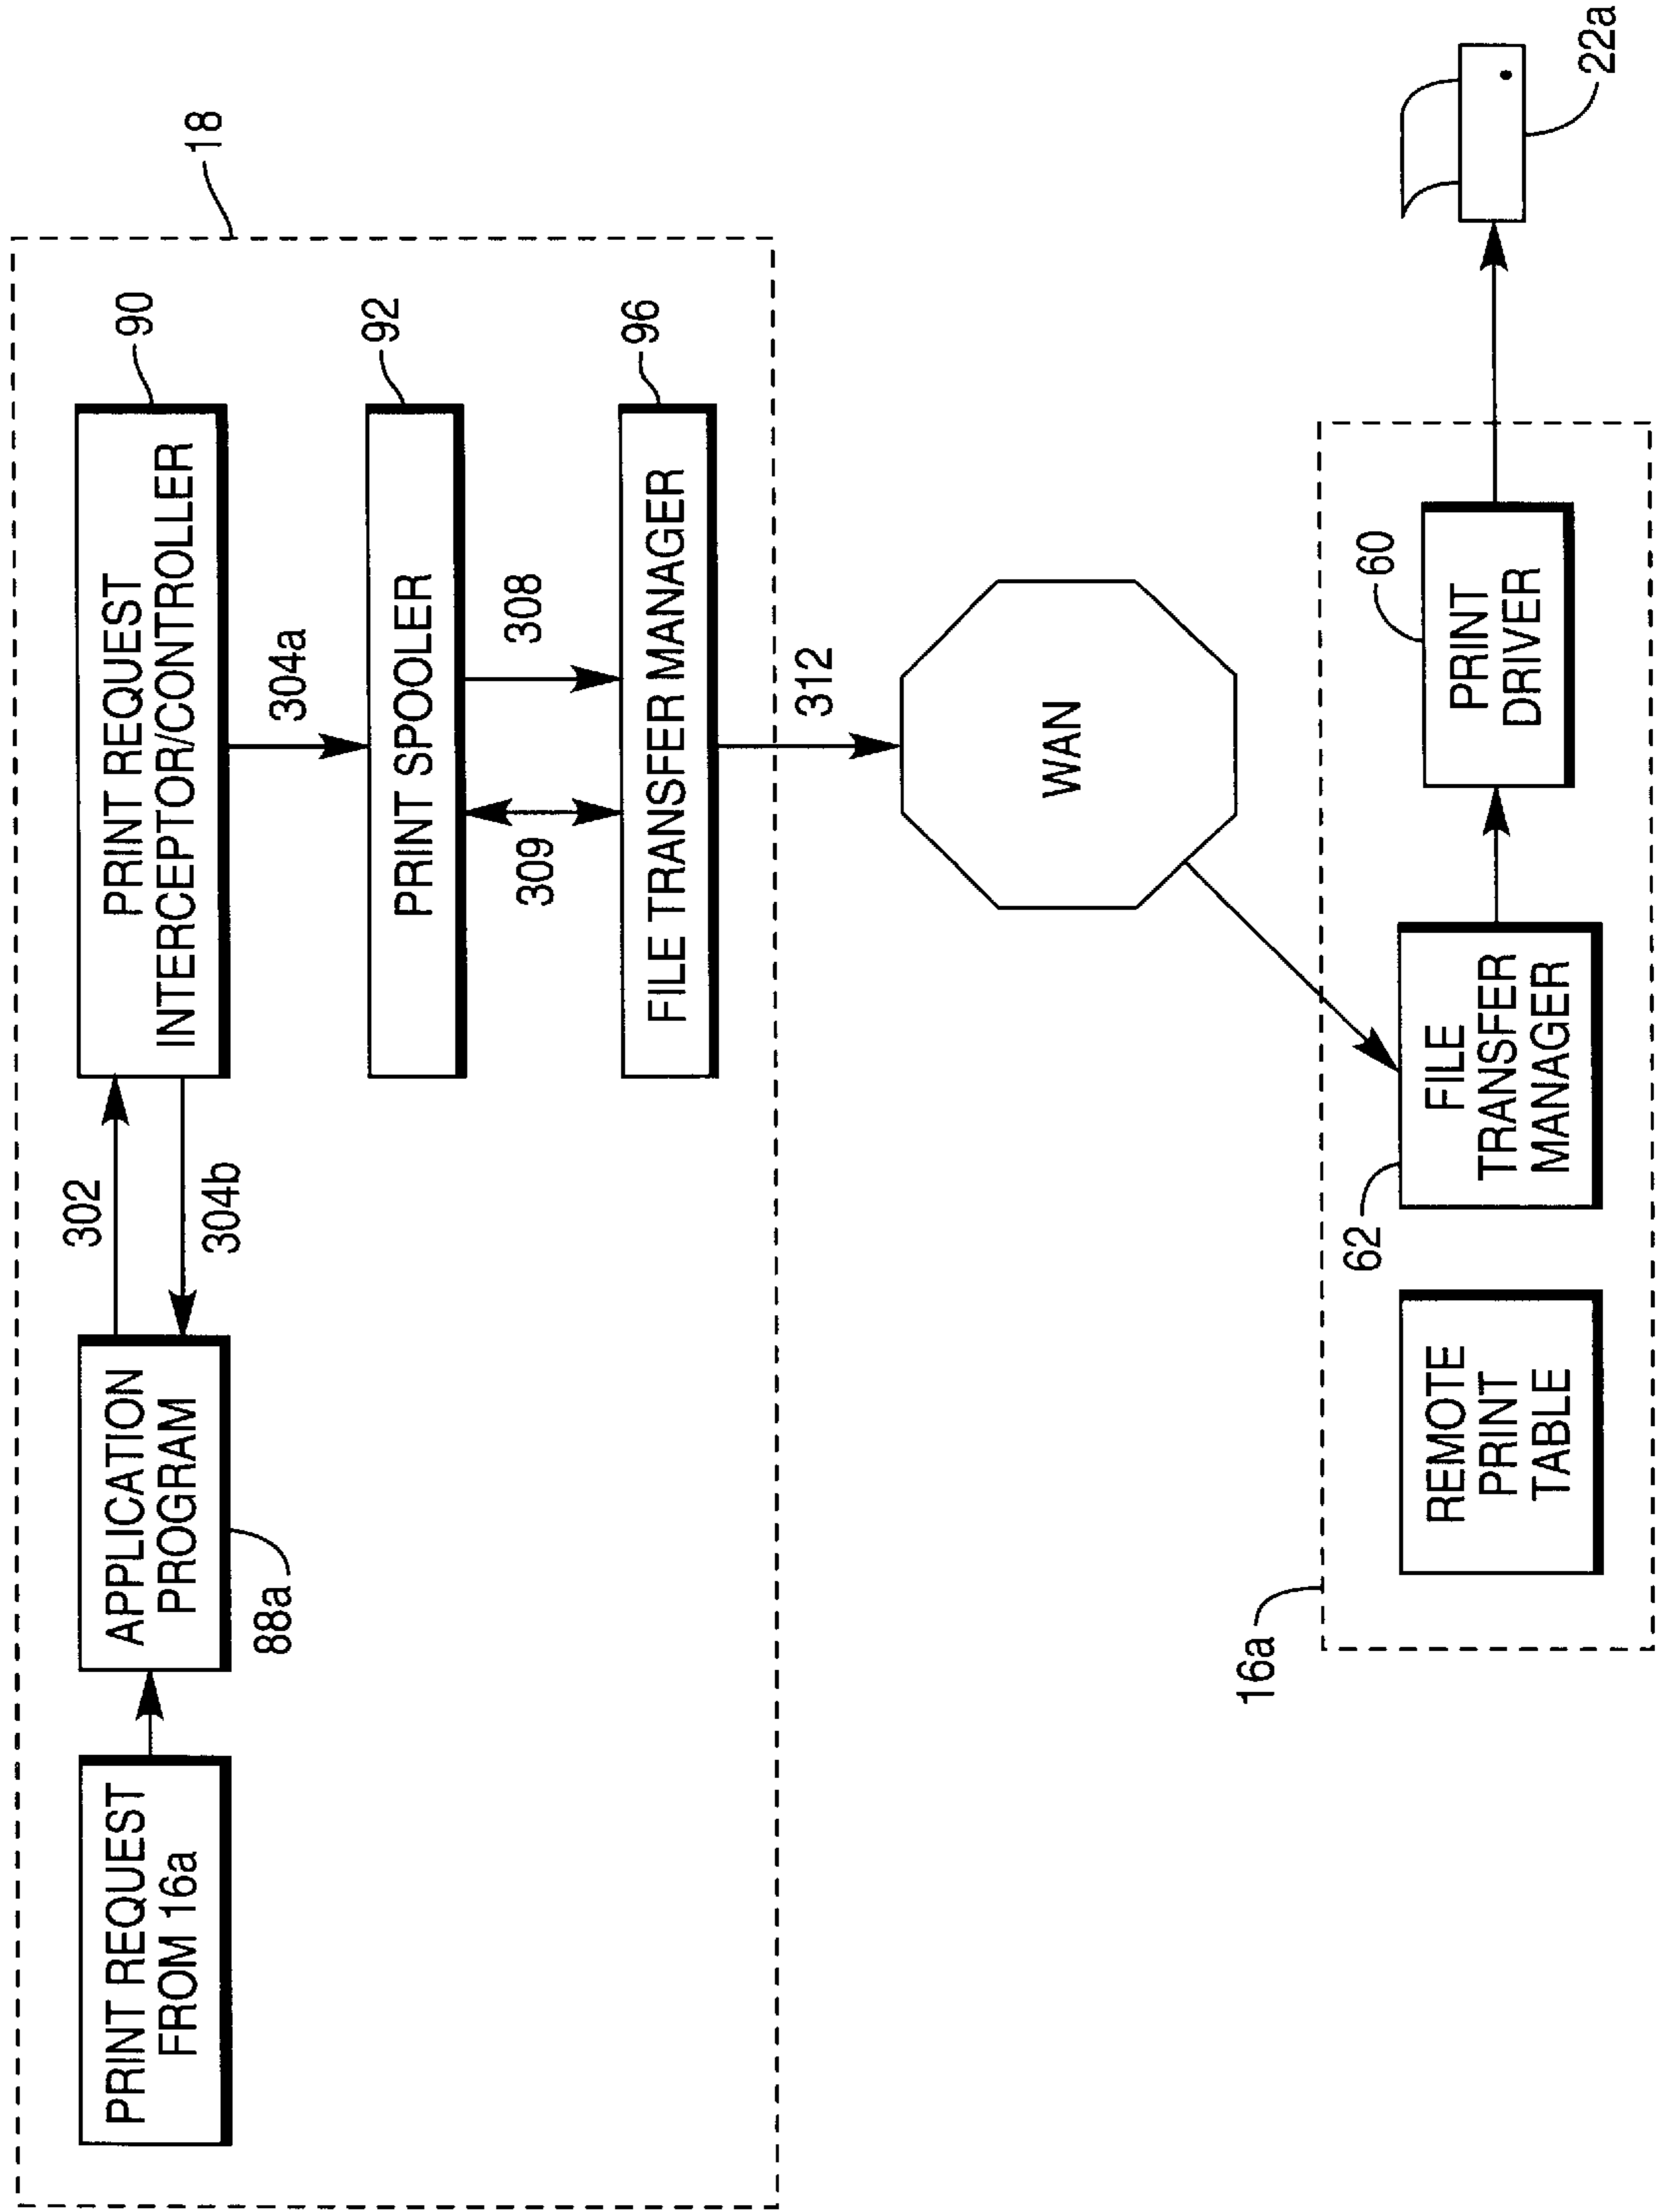 18
PRINT REQUEST
FROM 16a
APPLICATION
PROGRAM
88a
302
304b
PRINT REQUEST
INTERCEPTOR/CONTROLLER
90
304a
PRINT SPOOLER
92
309
308
FILE TRANSFER MANAGER
96
312
WAN
16a
REMOTE
PRINT
TABLE
62
FILE
TRANSFER
MANAGER
60
PRINT
DRIVER
22a